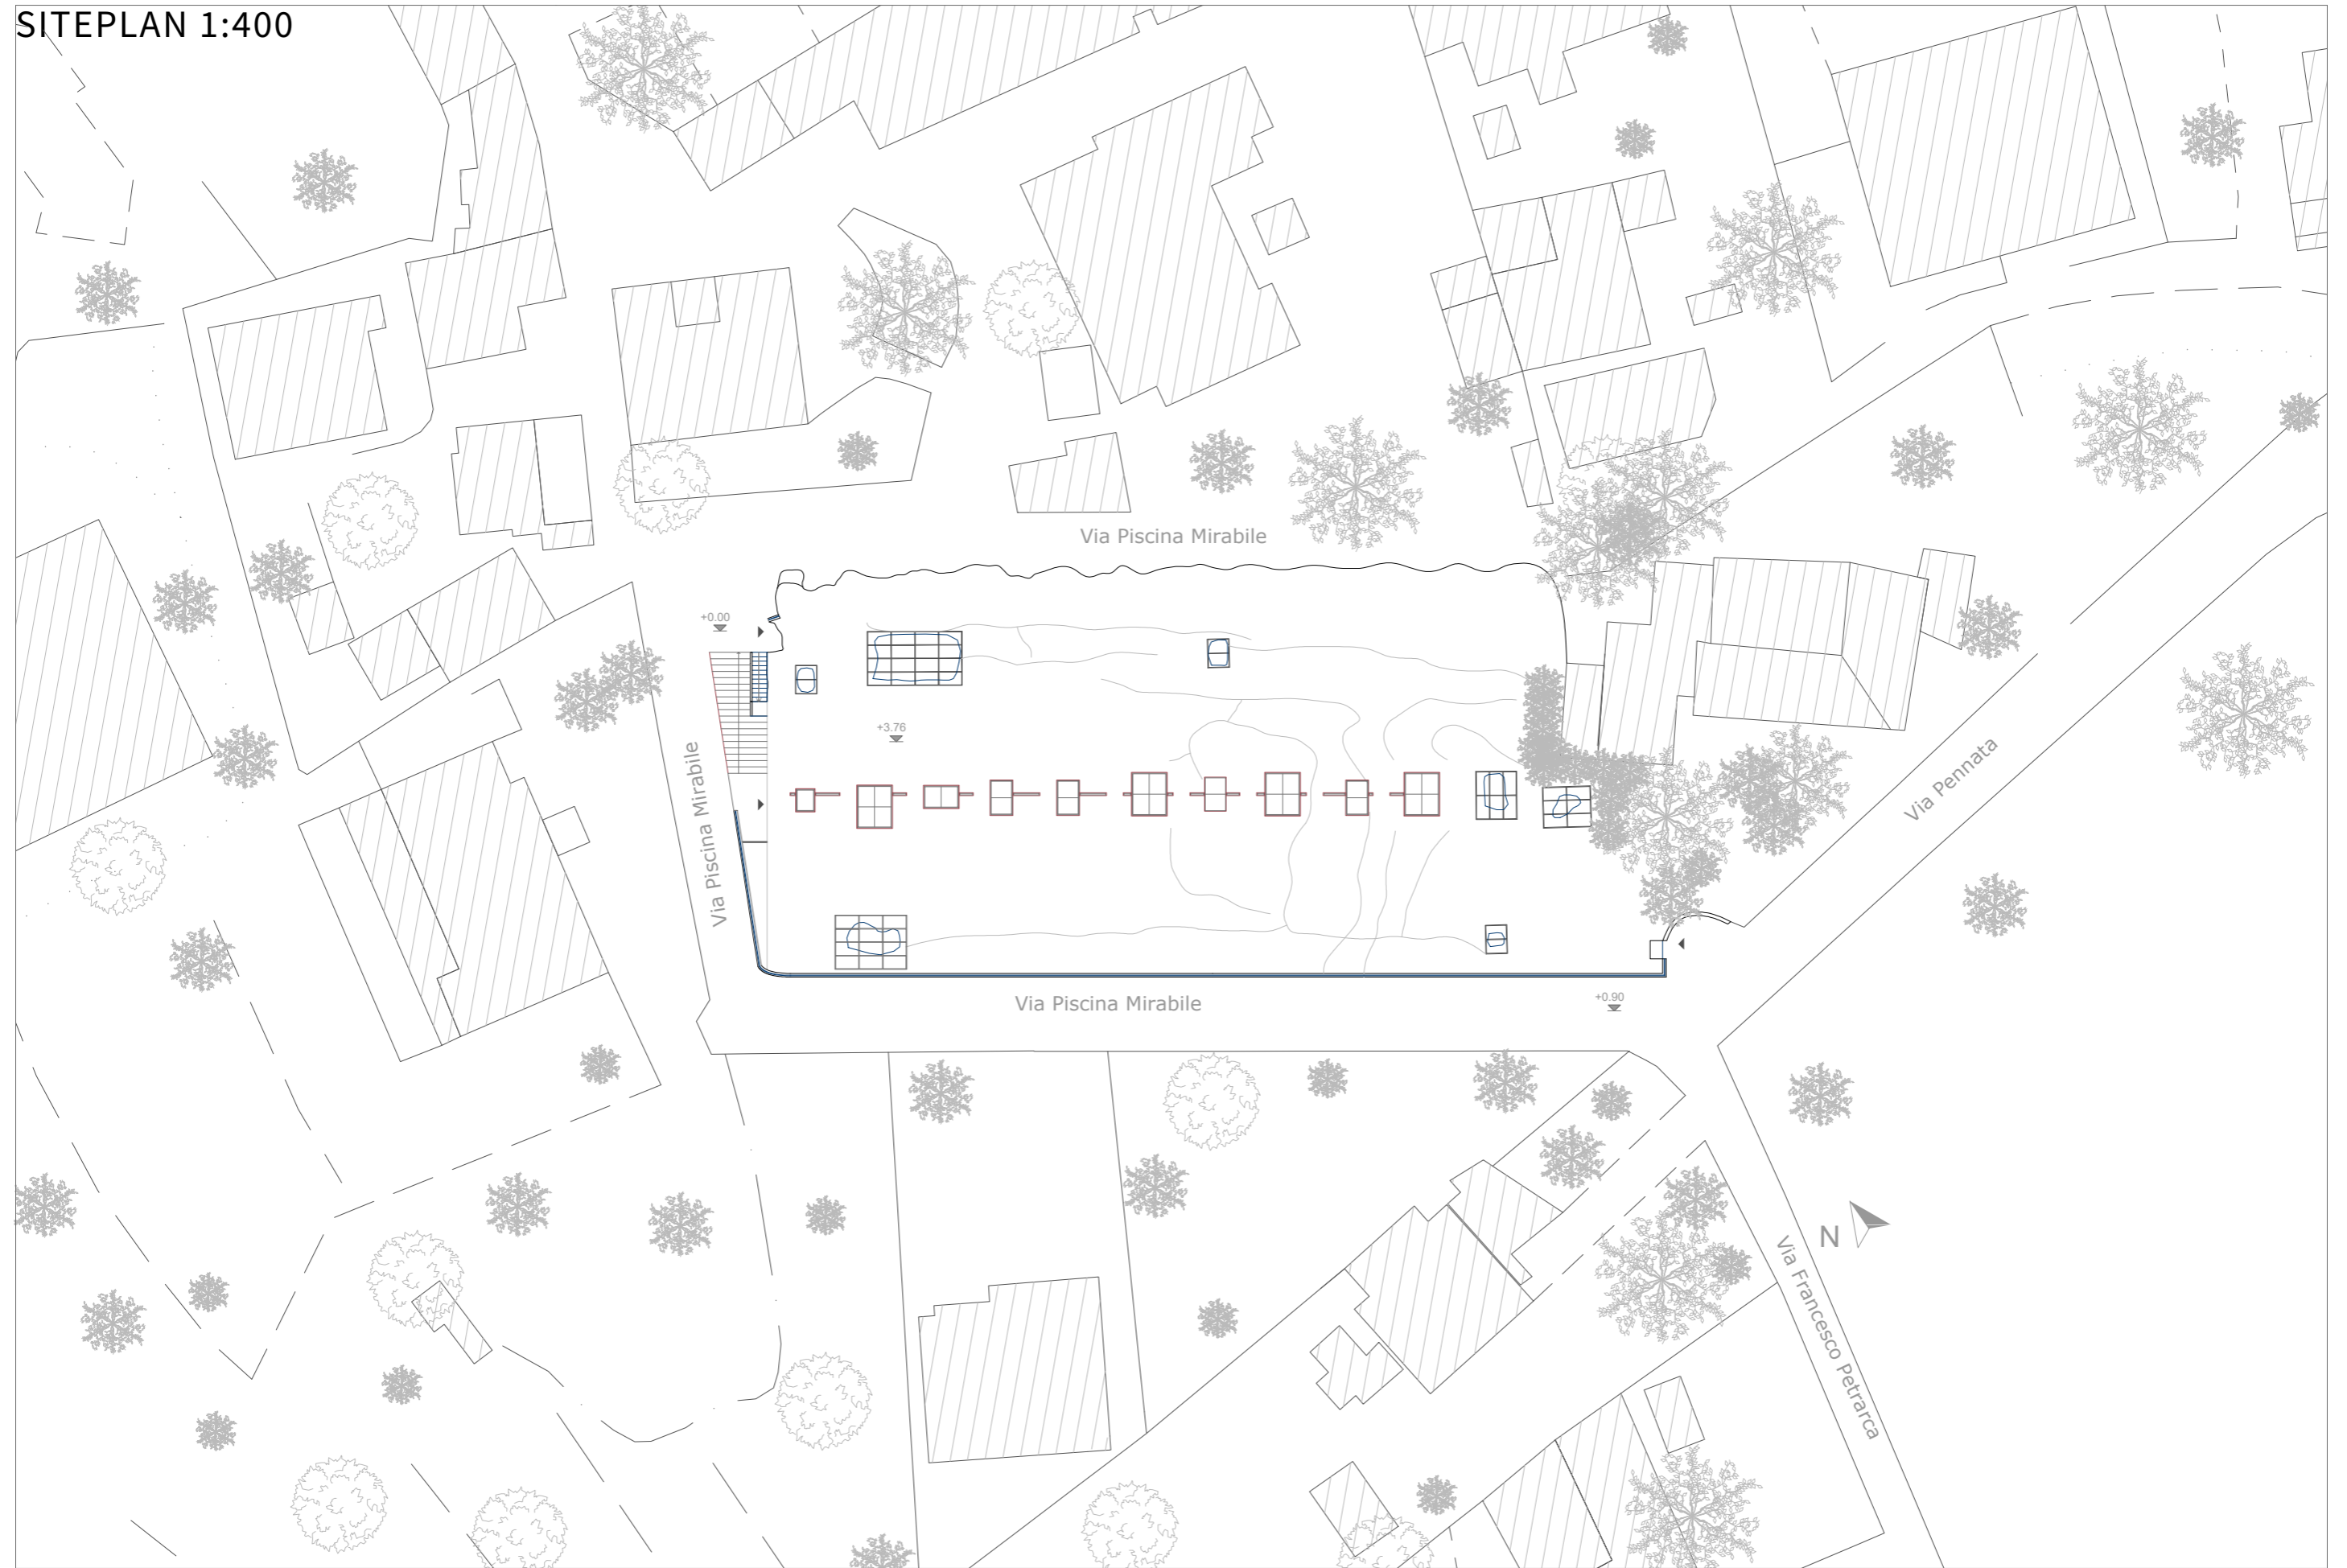 SITEPLAN 1:400
Via Piscina Mirabile
+0.00
+3.76
Via Piscina Mirabile
Via Pennata
Via Piscina Mirabile
+0.90
N
Via Francesco Petrarca